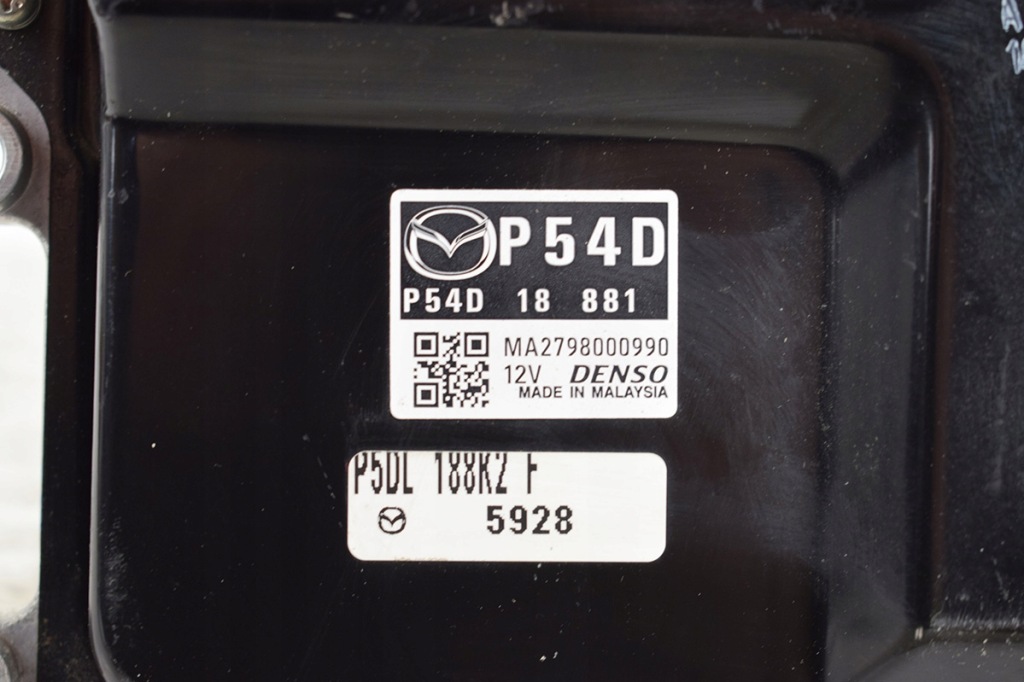 P54D
P54D 18 881
MA2798000990
12V DENSO
MADE IN MALAYSIA
P5DL 188K2
5928